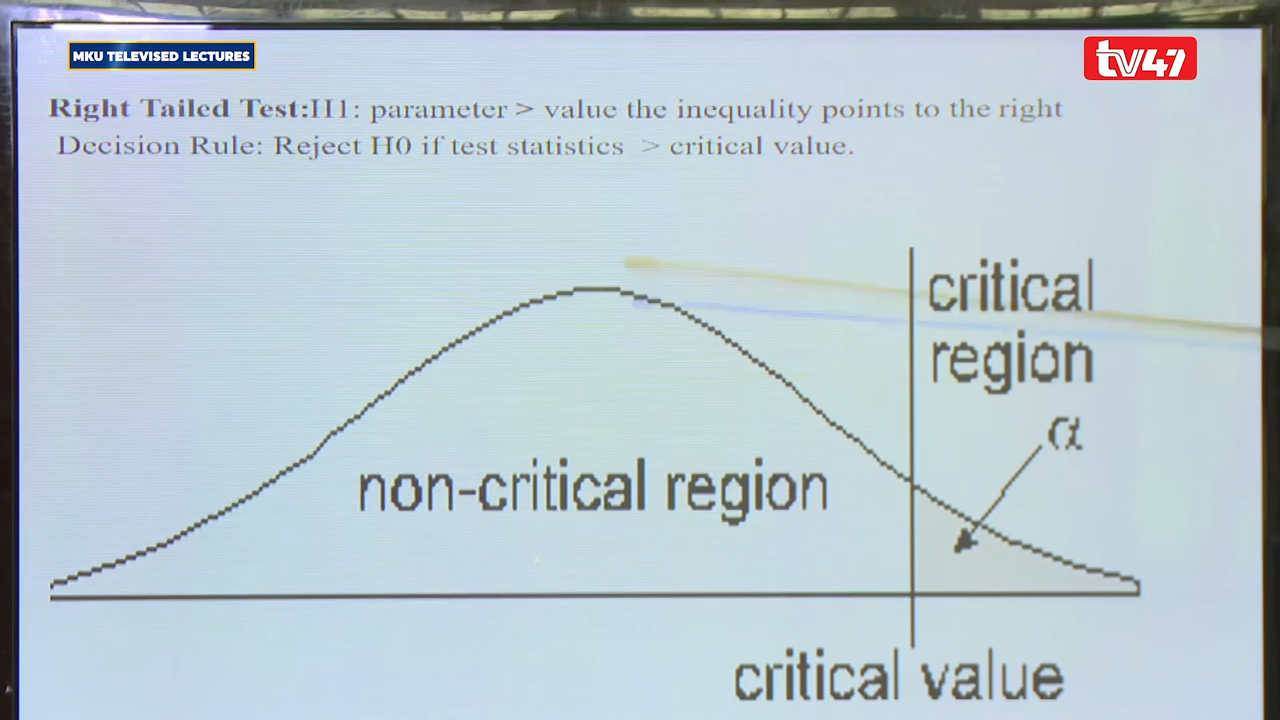 MKU TELEVISED LECTURES
tv47
Right Tailed Test:H1: parameter > value the inequality points to the right
Decision Rule: Reject H0 if test statistics > critical value.
critical
region
α
non-critical region
critical value